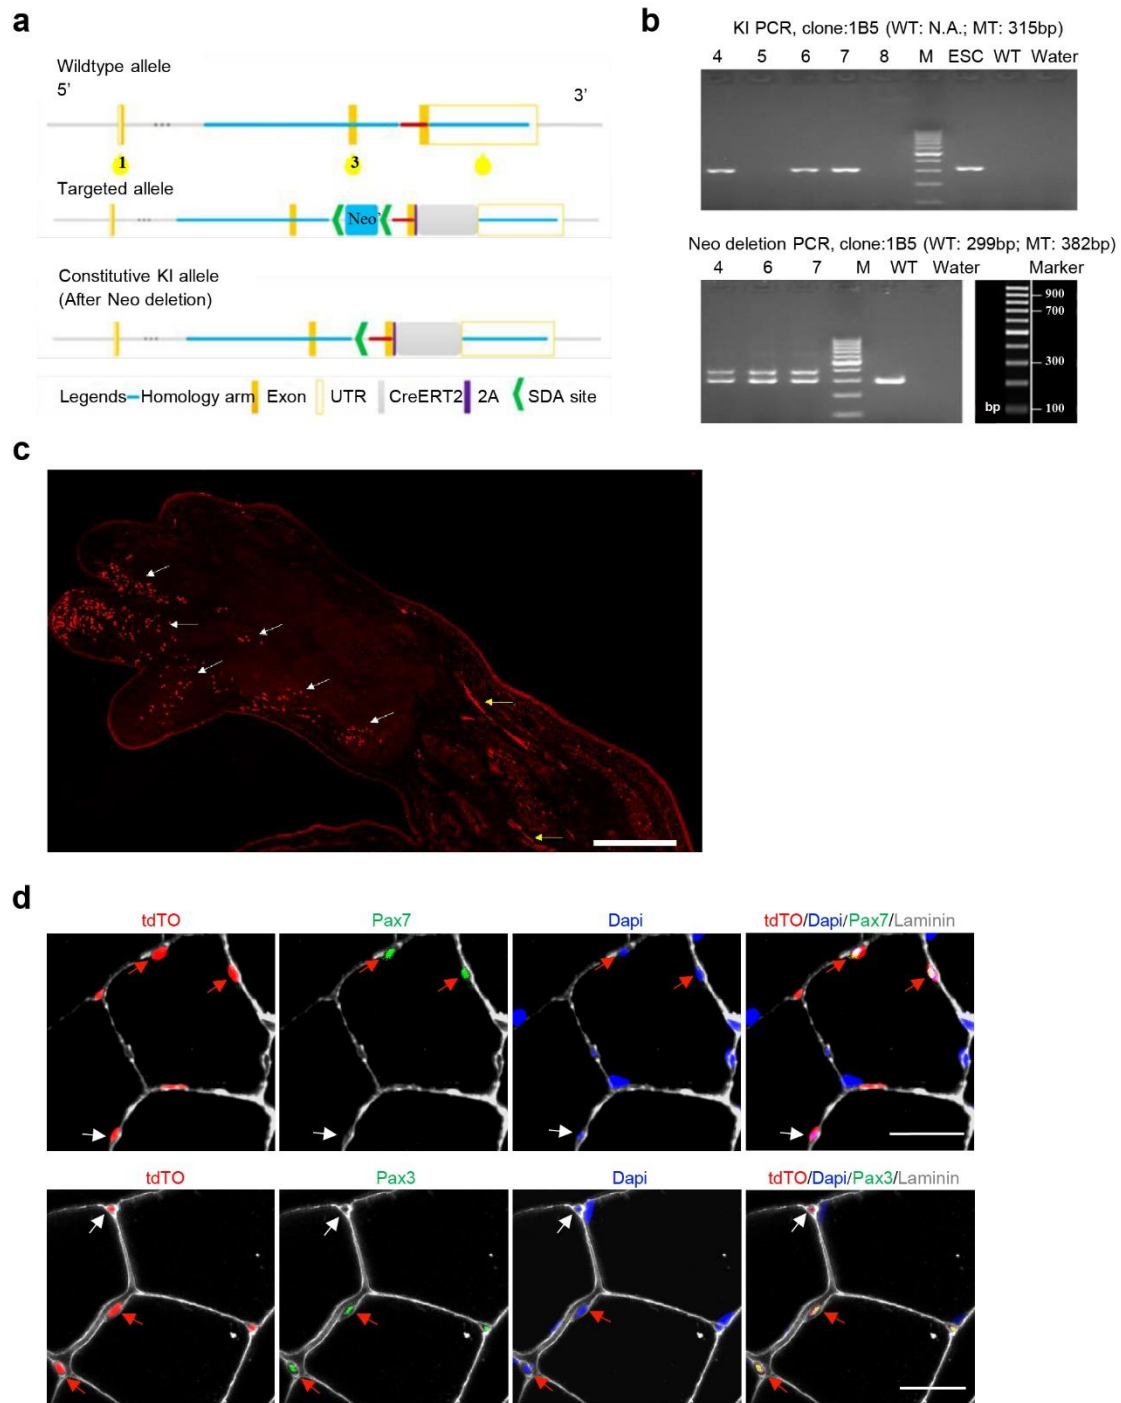 a
Wildtype allele
5’
3’
1
3
Targeted allele
Neo
Constitutive KI allele
(After Neo deletion)
Legends Homology arm Exon UTR CreERT2 2A SDA site
b
KI PCR, clone:1B5 (WT: N.A.; MT: 315bp)
4 5 6 7 8 M ESC WT Water
Neo deletion PCR, clone:1B5 (WT: 299bp; MT: 382bp)
4 6 7 M WT Water Marker
900
700
300
bp 100
c
d
tdTO Pax7 Dapi tdTO/Dapi/Pax7/Laminin
tdTO Pax3 Dapi tdTO/Dapi/Pax3/Laminin